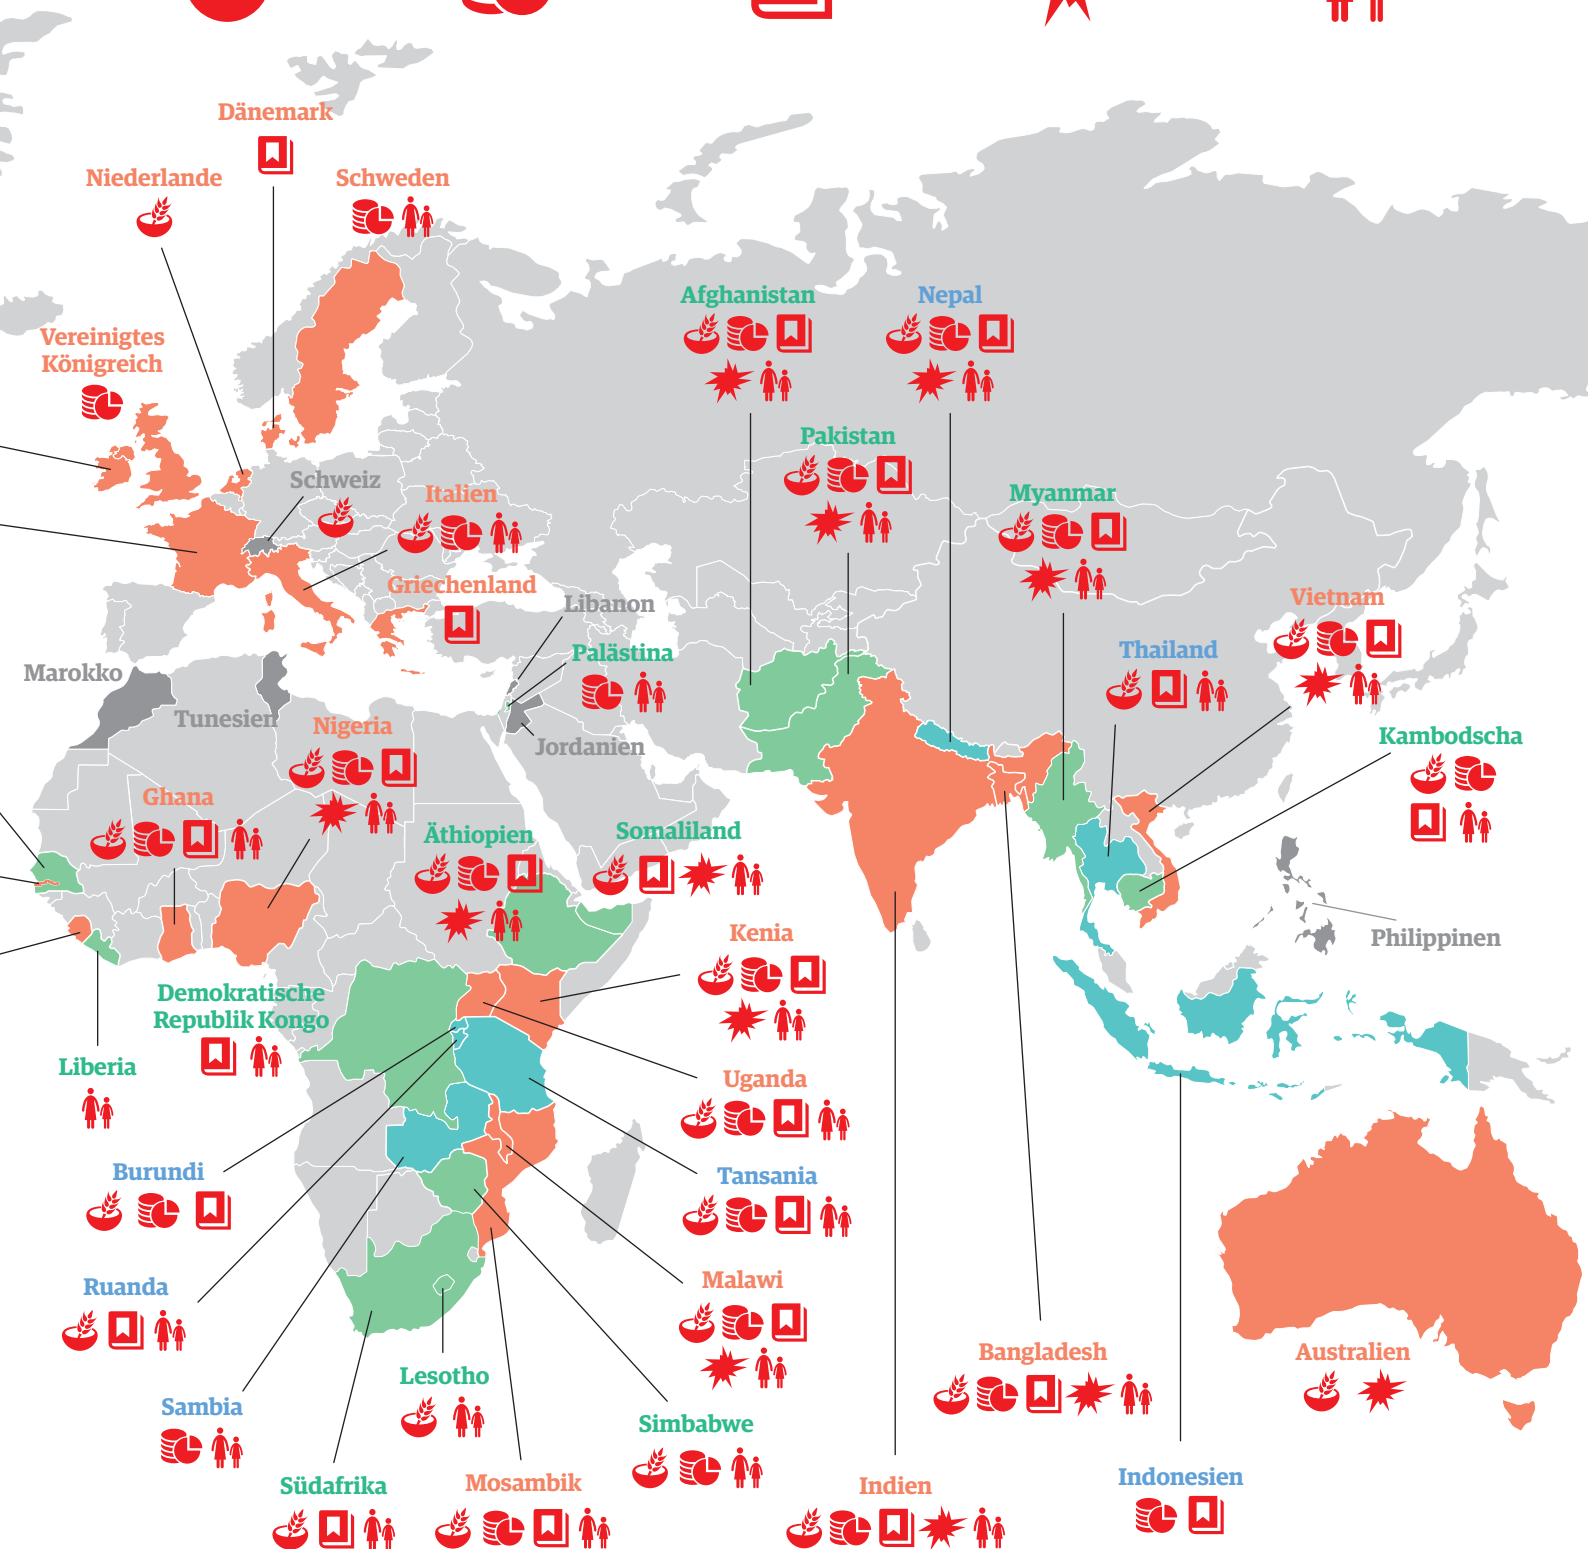 Dänemark
Niederlande
Schweden
Afghanistan
Nepal
Vereinigtes
Königreich
Pakistan
Schweiz
Italien
Myanmar
Griechenland
Libanon
Vietnam
Palästina
Thailand
Marokko
Tunesien
Nigeria
Jordanien
Kambodscha
Ghana
Äthiopien
Somaliland
Kenia
Philippinen
Demokratische
Republik Kongo
Liberia
Uganda
Burundi
Tansania
Ruanda
Malawi
Bangladesh
Australien
Lesotho
Sambia
Simbabwe
Südafrika
Mosambik
Indien
Indonesien